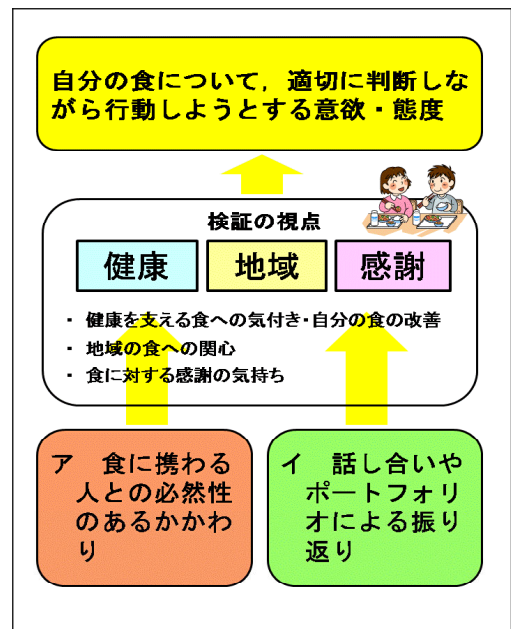 自分の食について，適切に判断しな
がら行動しようとする意欲・態度
検証の視点
健康
地域
感謝
・ 健康を支える食への気付き・自分の食の改善
・ 地域の食への関心
・ 食に対する感謝の気持ち
ア　食に携わる
人との必然性
のあるかかわ
り
イ　話し合いや
ポートフォリ
オによる振り
返り